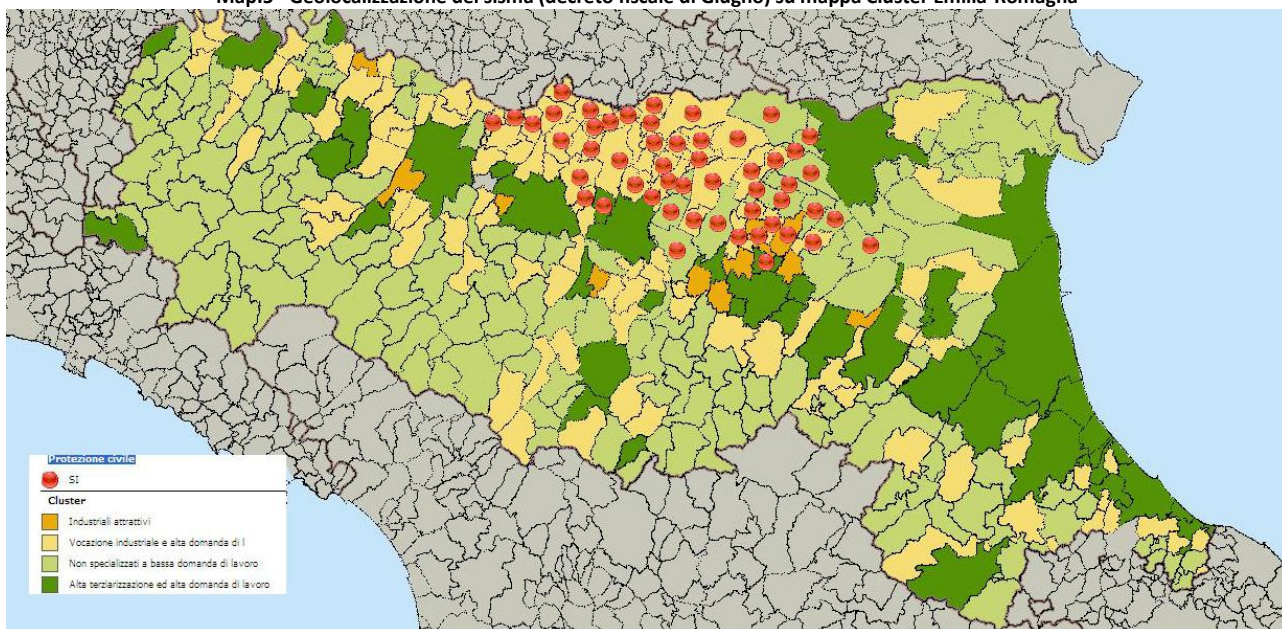 Map.3 - Geolocalizzazione del sisma (decreto fiscale di Giugno) su mappa Cluster Emilia-Romagna
Protezione civile
SI
Cluster
Industriali attrattivi
Vocazione industriale e alta domanda di l
Non specializzati a bassa domanda di lavoro
Alta terziarizzazione ed alta domanda di lavoro